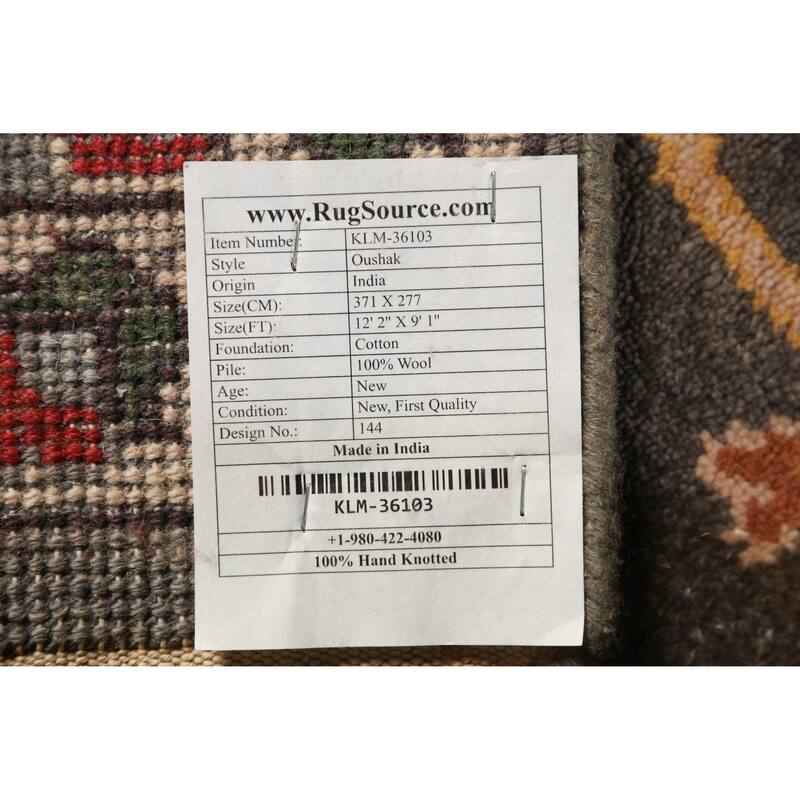 www.RugSource.com
Item Number: KLM-36103
Style Oushak
Origin India
Size(CM): 371 X 277
Size(FT): 12' 2" X 9' 1"
Foundation: Cotton
Pile: 100% Wool
Age: New
Condition: New, First Quality
Design No.: 144
Made in India
KLM-36103
+1-980-422-4080
100% Hand Knotted